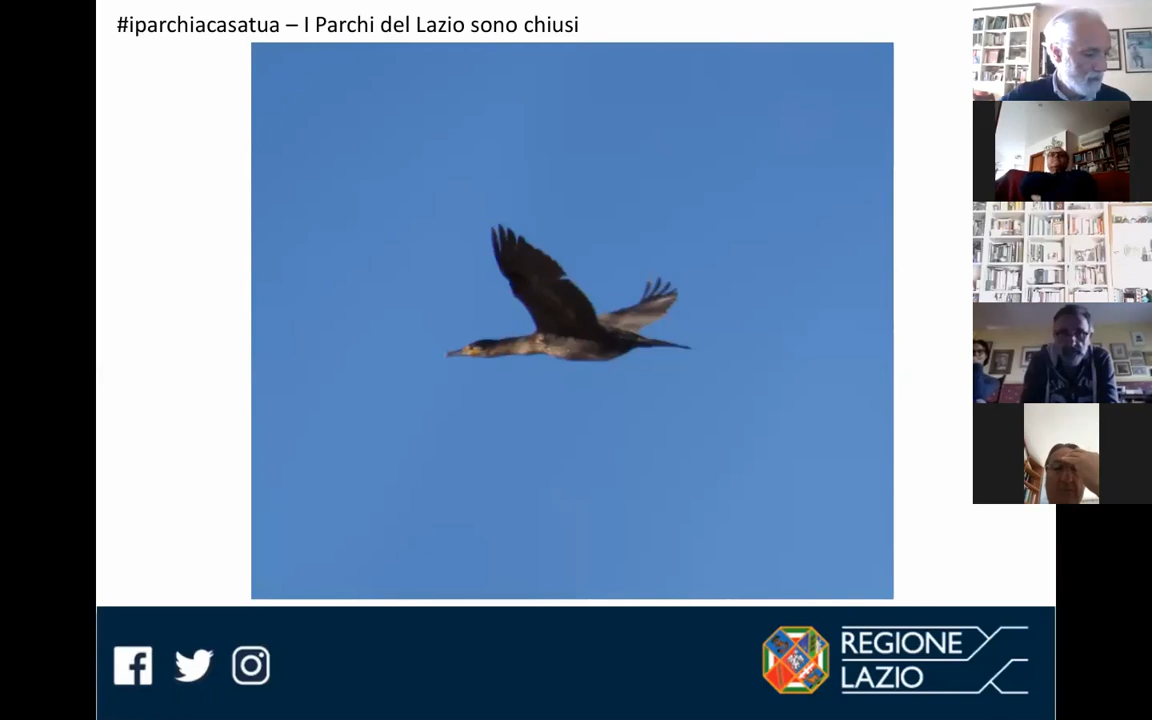 #iparchiacasatua – I Parchi del Lazio sono chiusi
REGIONE
LAZIO